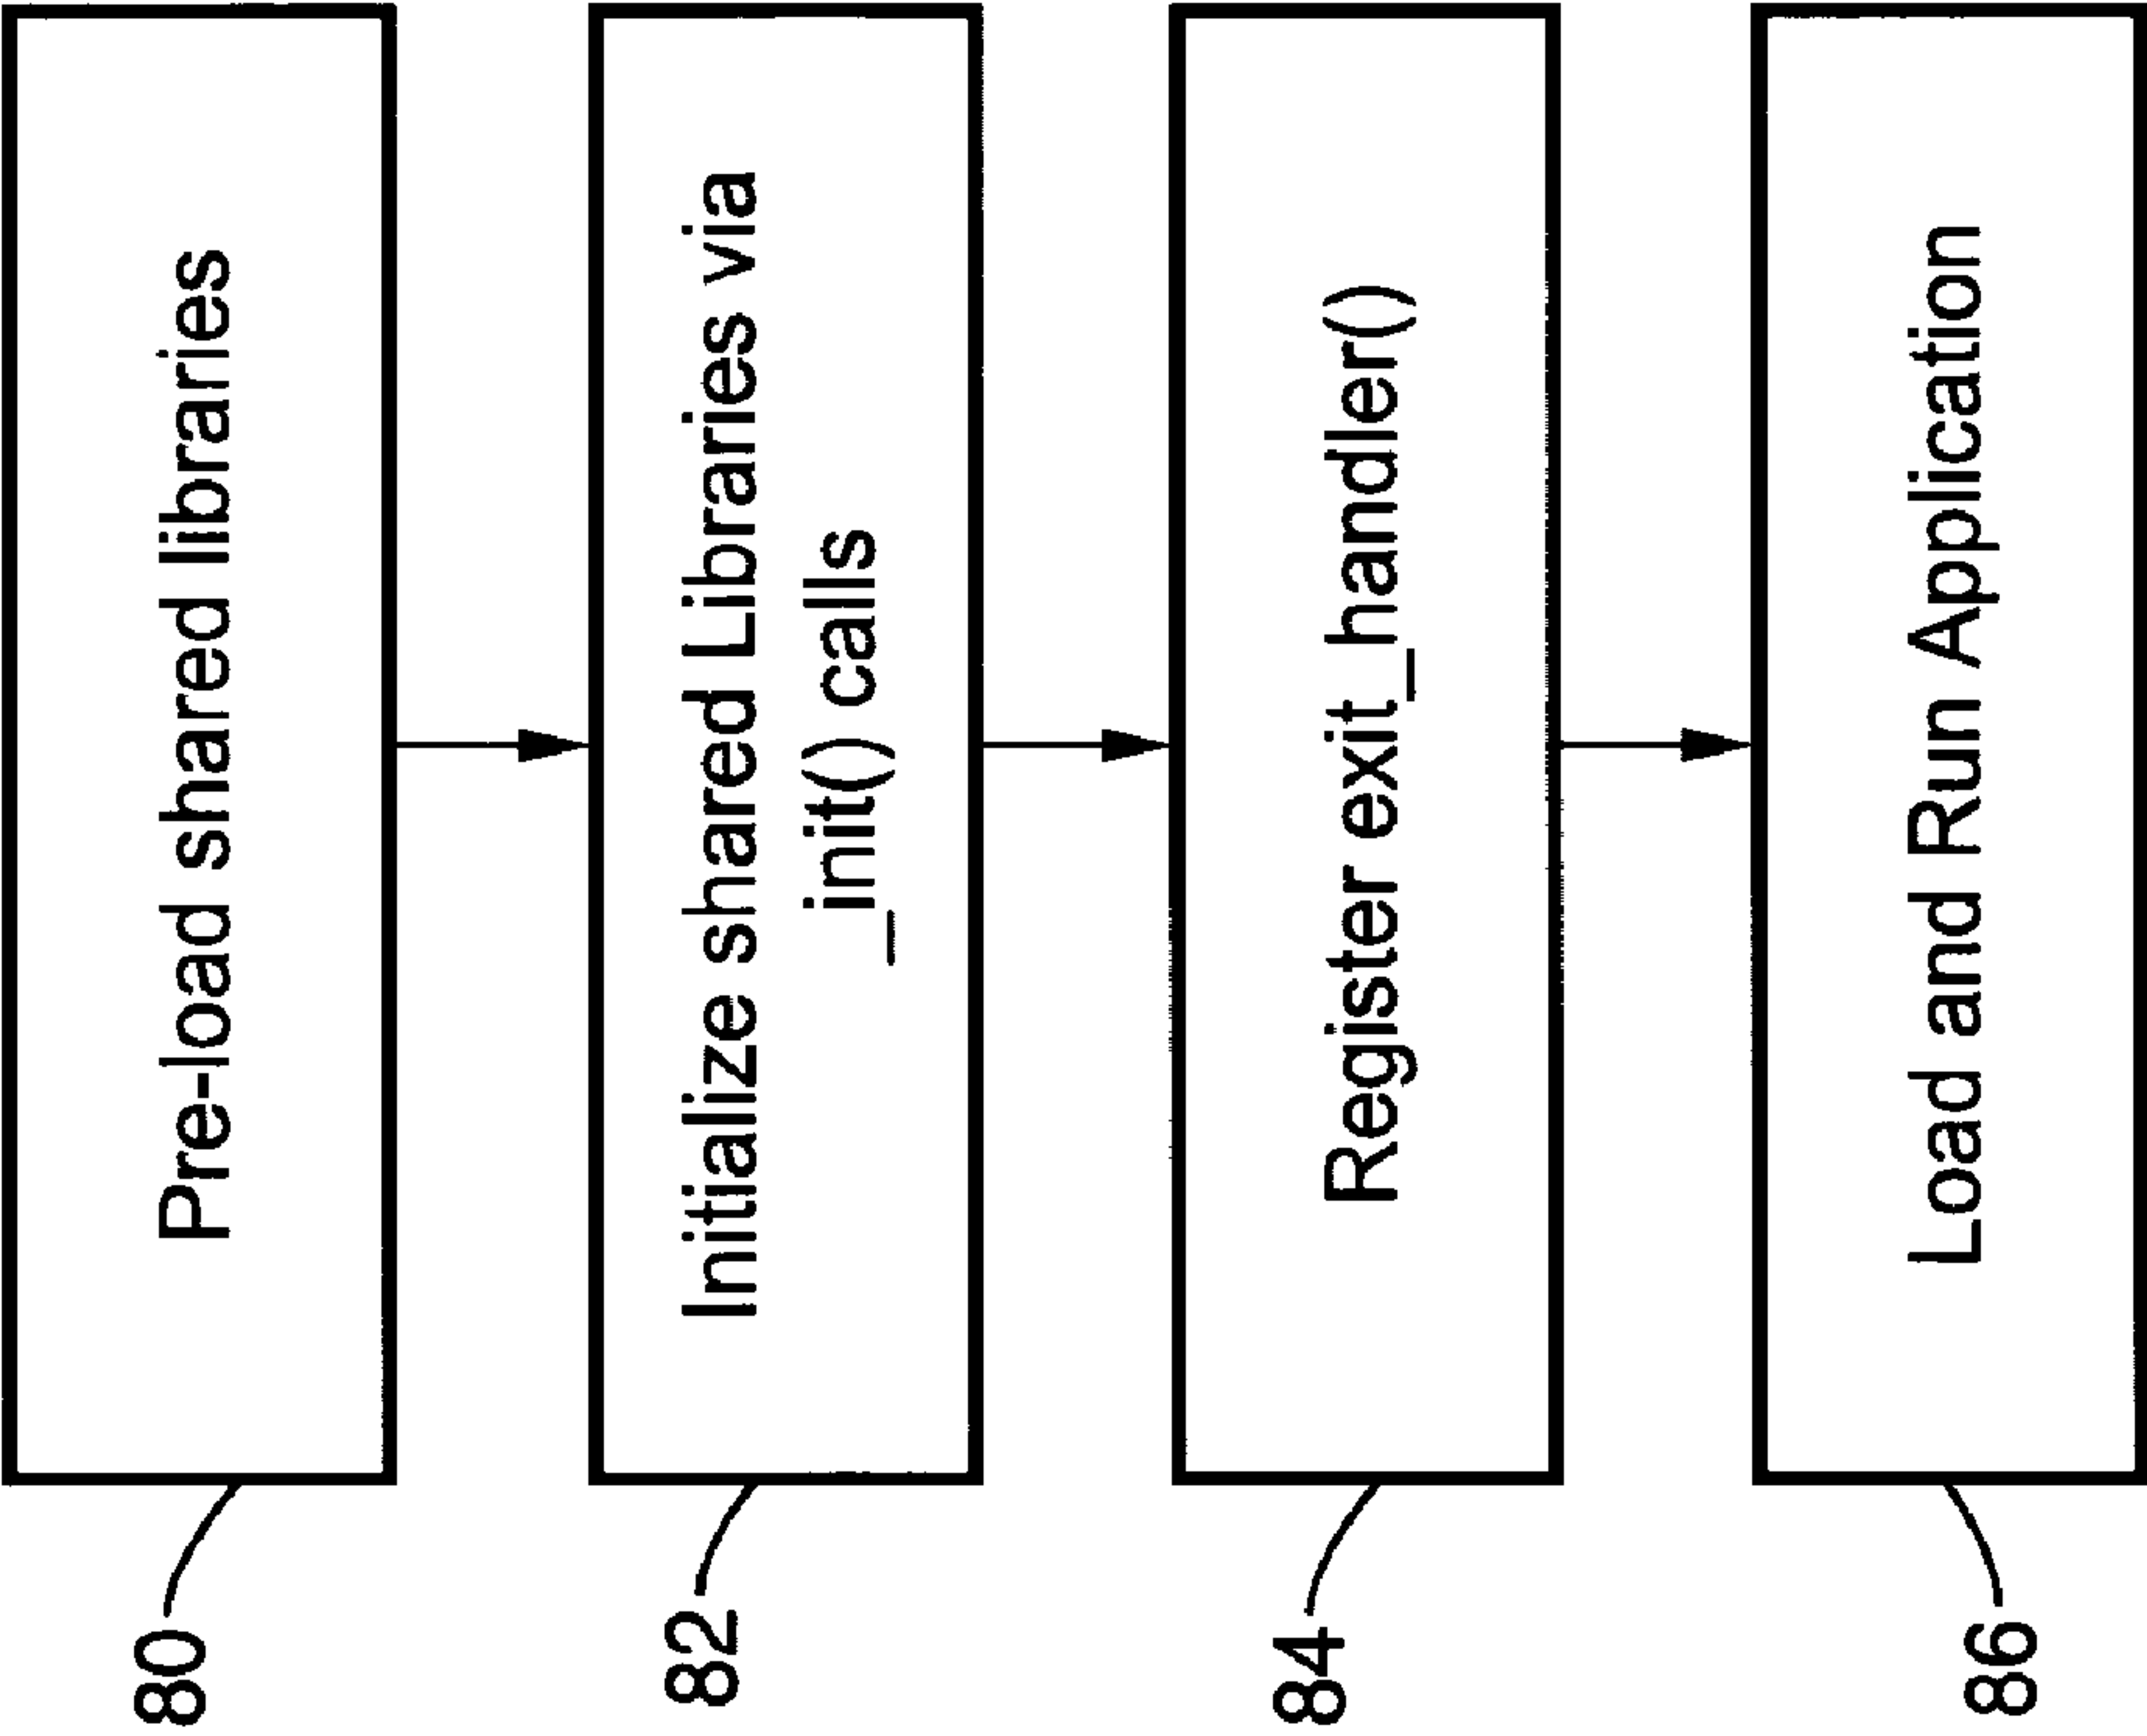 80
Pre-load shared libraries
82
Initialize shared Libraries via
_init() calls
84
Register exit_handler()
86
Load and Run Application